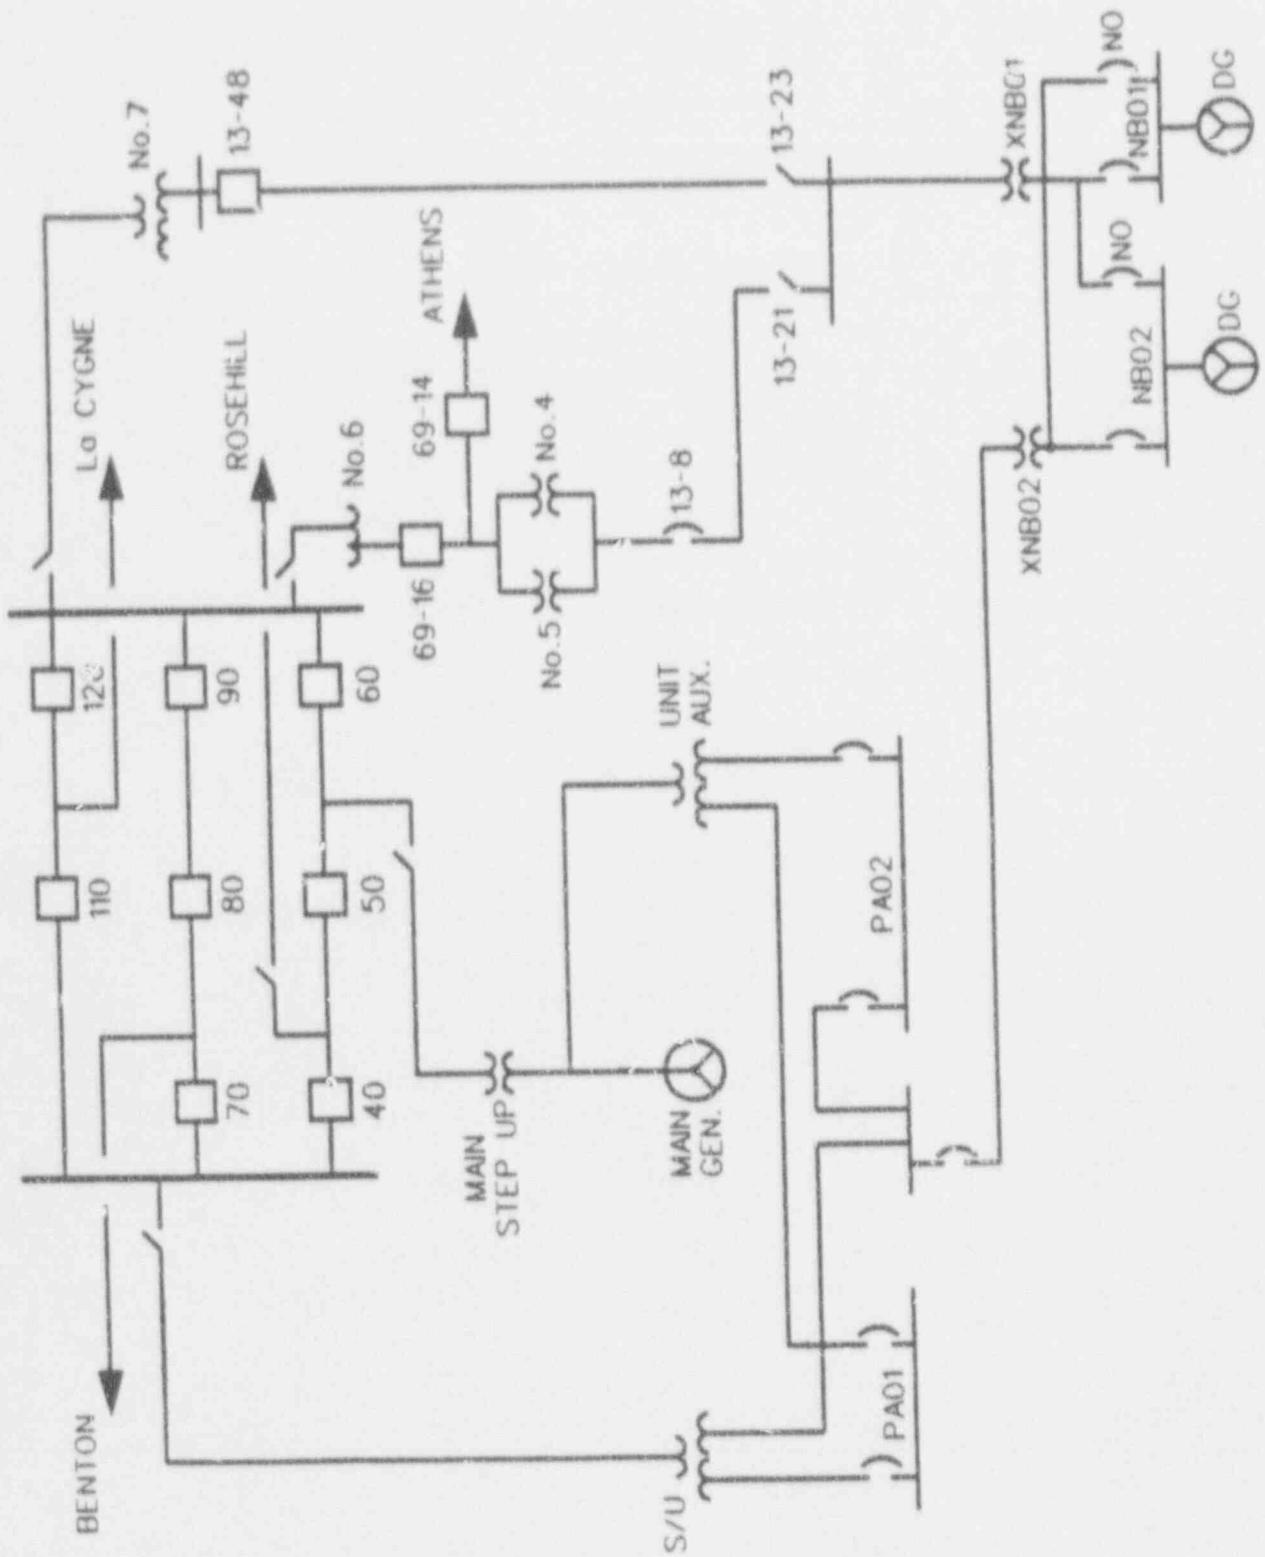 BENTON
La CYGNE
ROSEHILL
ATHENS
No.7
13-48
110
120
70
80
90
40
50
60
No.6
69-16
69-14
No.5
No.4
13-8
13-21
13-23
MAIN
STEP UP
MAIN
GEN.
UNIT
AUX.
S/U
PA01
PA02
XNB02
XNB01
NO
NO
NB02
NB01
DG
DG